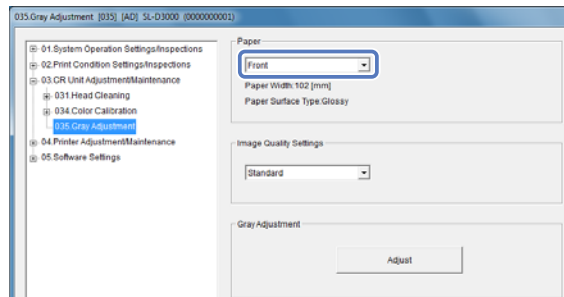 035.Gray Adjustment [035] [AD] SL-D3000 (0000000001)
01.System Operation Settings/Inspections
02.Print Condition Settings/Inspections
03.CR Unit Adjustment/Maintenance
031.Head Cleaning
034.Color Calibration
035.Gray Adjustment
04.Printer Adjustment/Maintenance
05.Software Settings
Paper
Front
Paper Width:102 [mm]
Paper Surface Type:Glossy
Image Quality Settings
Standard
Gray Adjustment
Adjust